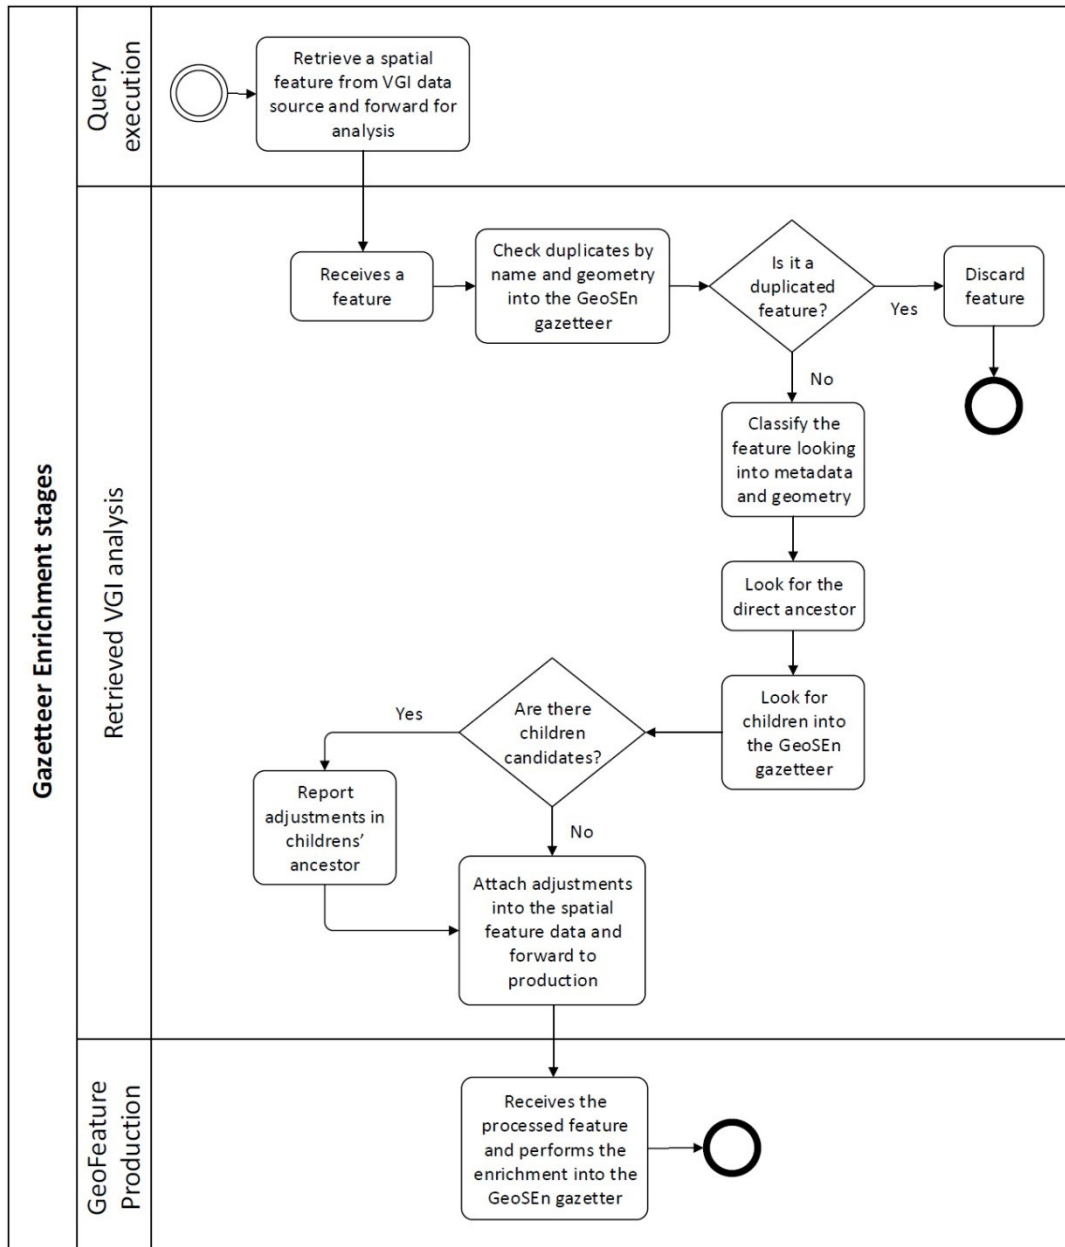 Gazetteer Enrichment stages
Query
execution
Retrieve a spatial
feature from VGI data
source and forward for
analysis
Retrieved VGI analysis
Receives a
feature
Check duplicates by
name and geometry
into the GeoSEn
gazetteer
Is it a
duplicated
feature?
Yes
Discard
feature
No
Classify the
feature looking
into metadata
and geometry
Look for the
direct ancestor
Look for
children into
the GeoSEn
gazetteer
Are there
children
candidates?
Yes
Report
adjustments in
childrens’
ancestor
No
Attach adjustments
into the spatial
feature data and
forward to
production
GeoFeature
Production
Receives the
processed feature
and performs the
enrichment into the
GeoSEn gazetter